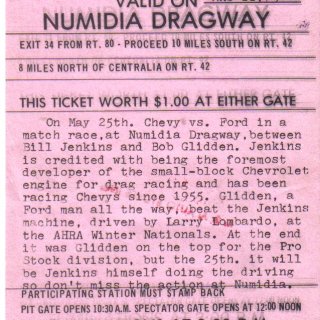 VALID ON
NUMIDIA DRAGWAY
EXIT 34 FROM RT. 80 - PROCEED 10 MILES SOUTH ON RT. 42
8 MILES NORTH OF CENTRALIA ON RT. 42
THIS TICKET WORTH $1.00 AT EITHER GATE
On May 25th. Chevy vs. Ford in a
match race, at Numidia Dragway, between
Bill Jenkins and Bob Glidden. Jenkins
is credited with being the foremost
developer of the small-block Chevrolet
engine for drag racing and has been
racing Chevys since 1955. Glidden, a
Ford man all the way, beat the Jenkins
machine, driven by Larry Lombardo, at
the AHRA Winter Nationals. At the end
it was Glidden on the top for the Pro
Stock division, but the 25th. it will
be Jenkins himself doing the driving
so don't miss the action at Numidia.
PARTICIPATING STATION MUST STAMP BACK
PIT GATE OPENS 10:30 A.M. SPECTATOR GATE OPENS AT 12:00 NOON